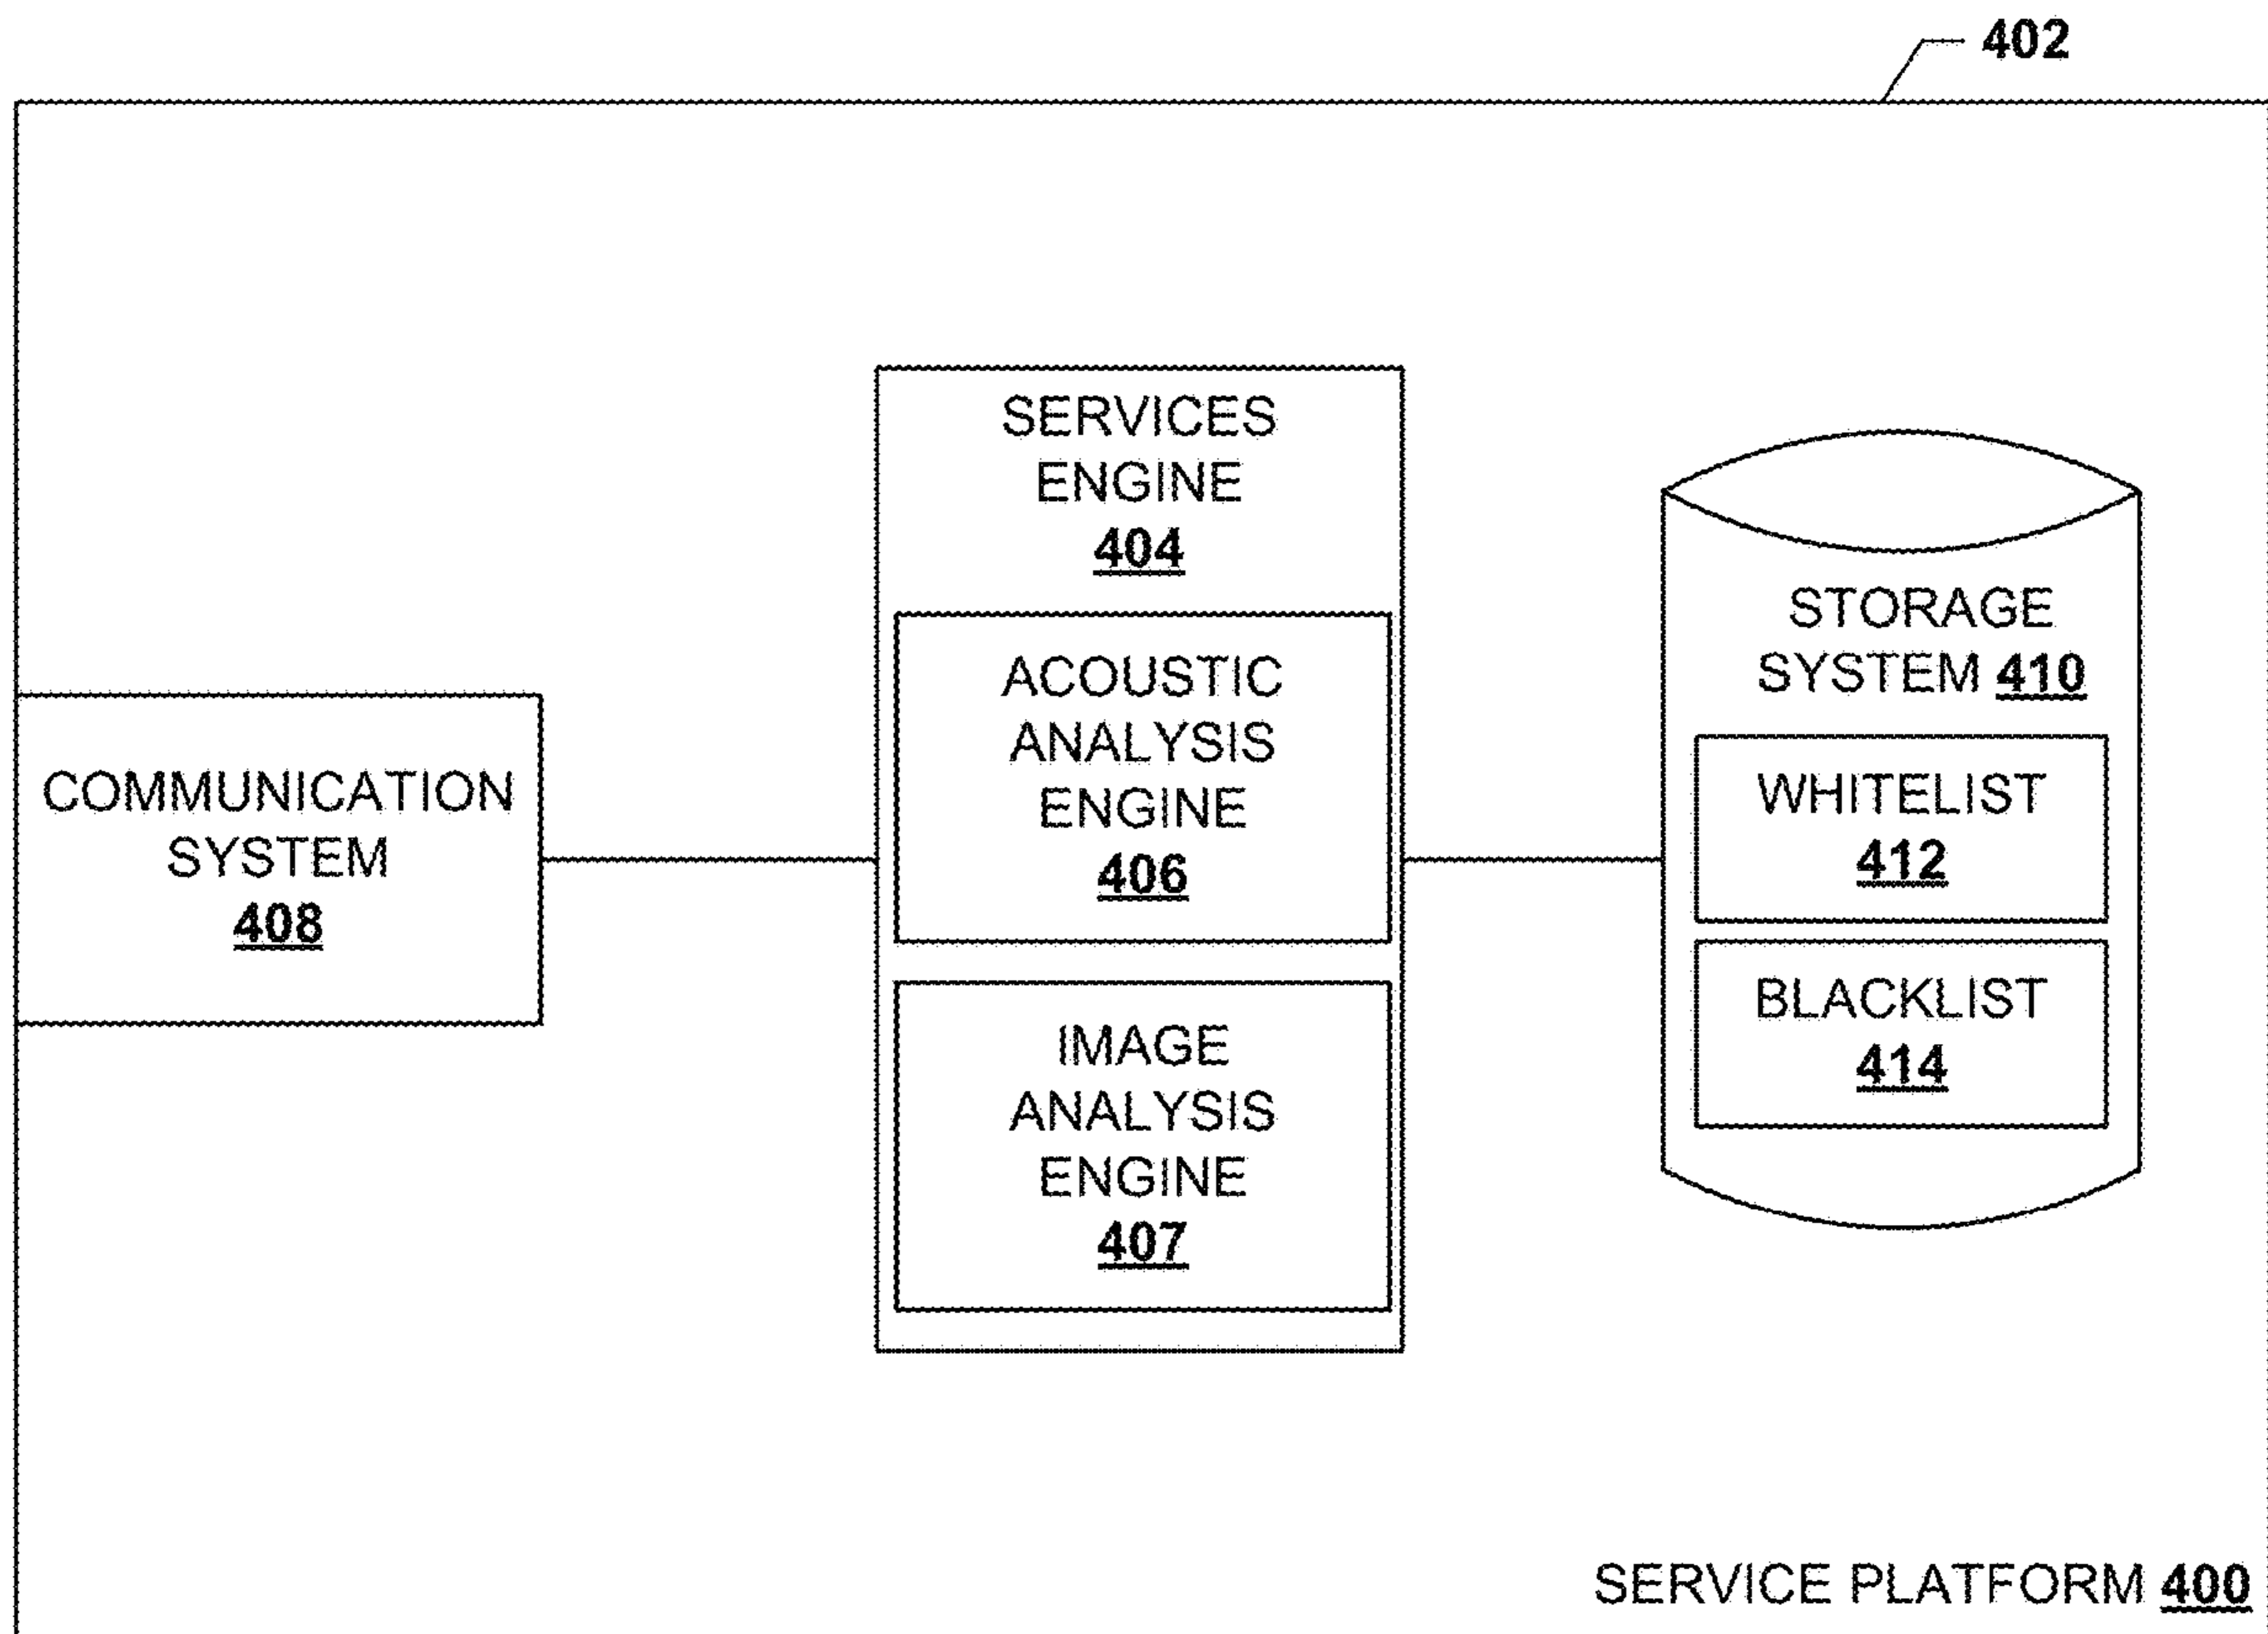 402
SERVICES
ENGINE
404
ACOUSTIC
ANALYSIS
ENGINE
406
IMAGE
ANALYSIS
ENGINE
407
COMMUNICATION
SYSTEM
408
STORAGE
SYSTEM 410
WHITELIST
412
BLACKLIST
414
SERVICE PLATFORM 400